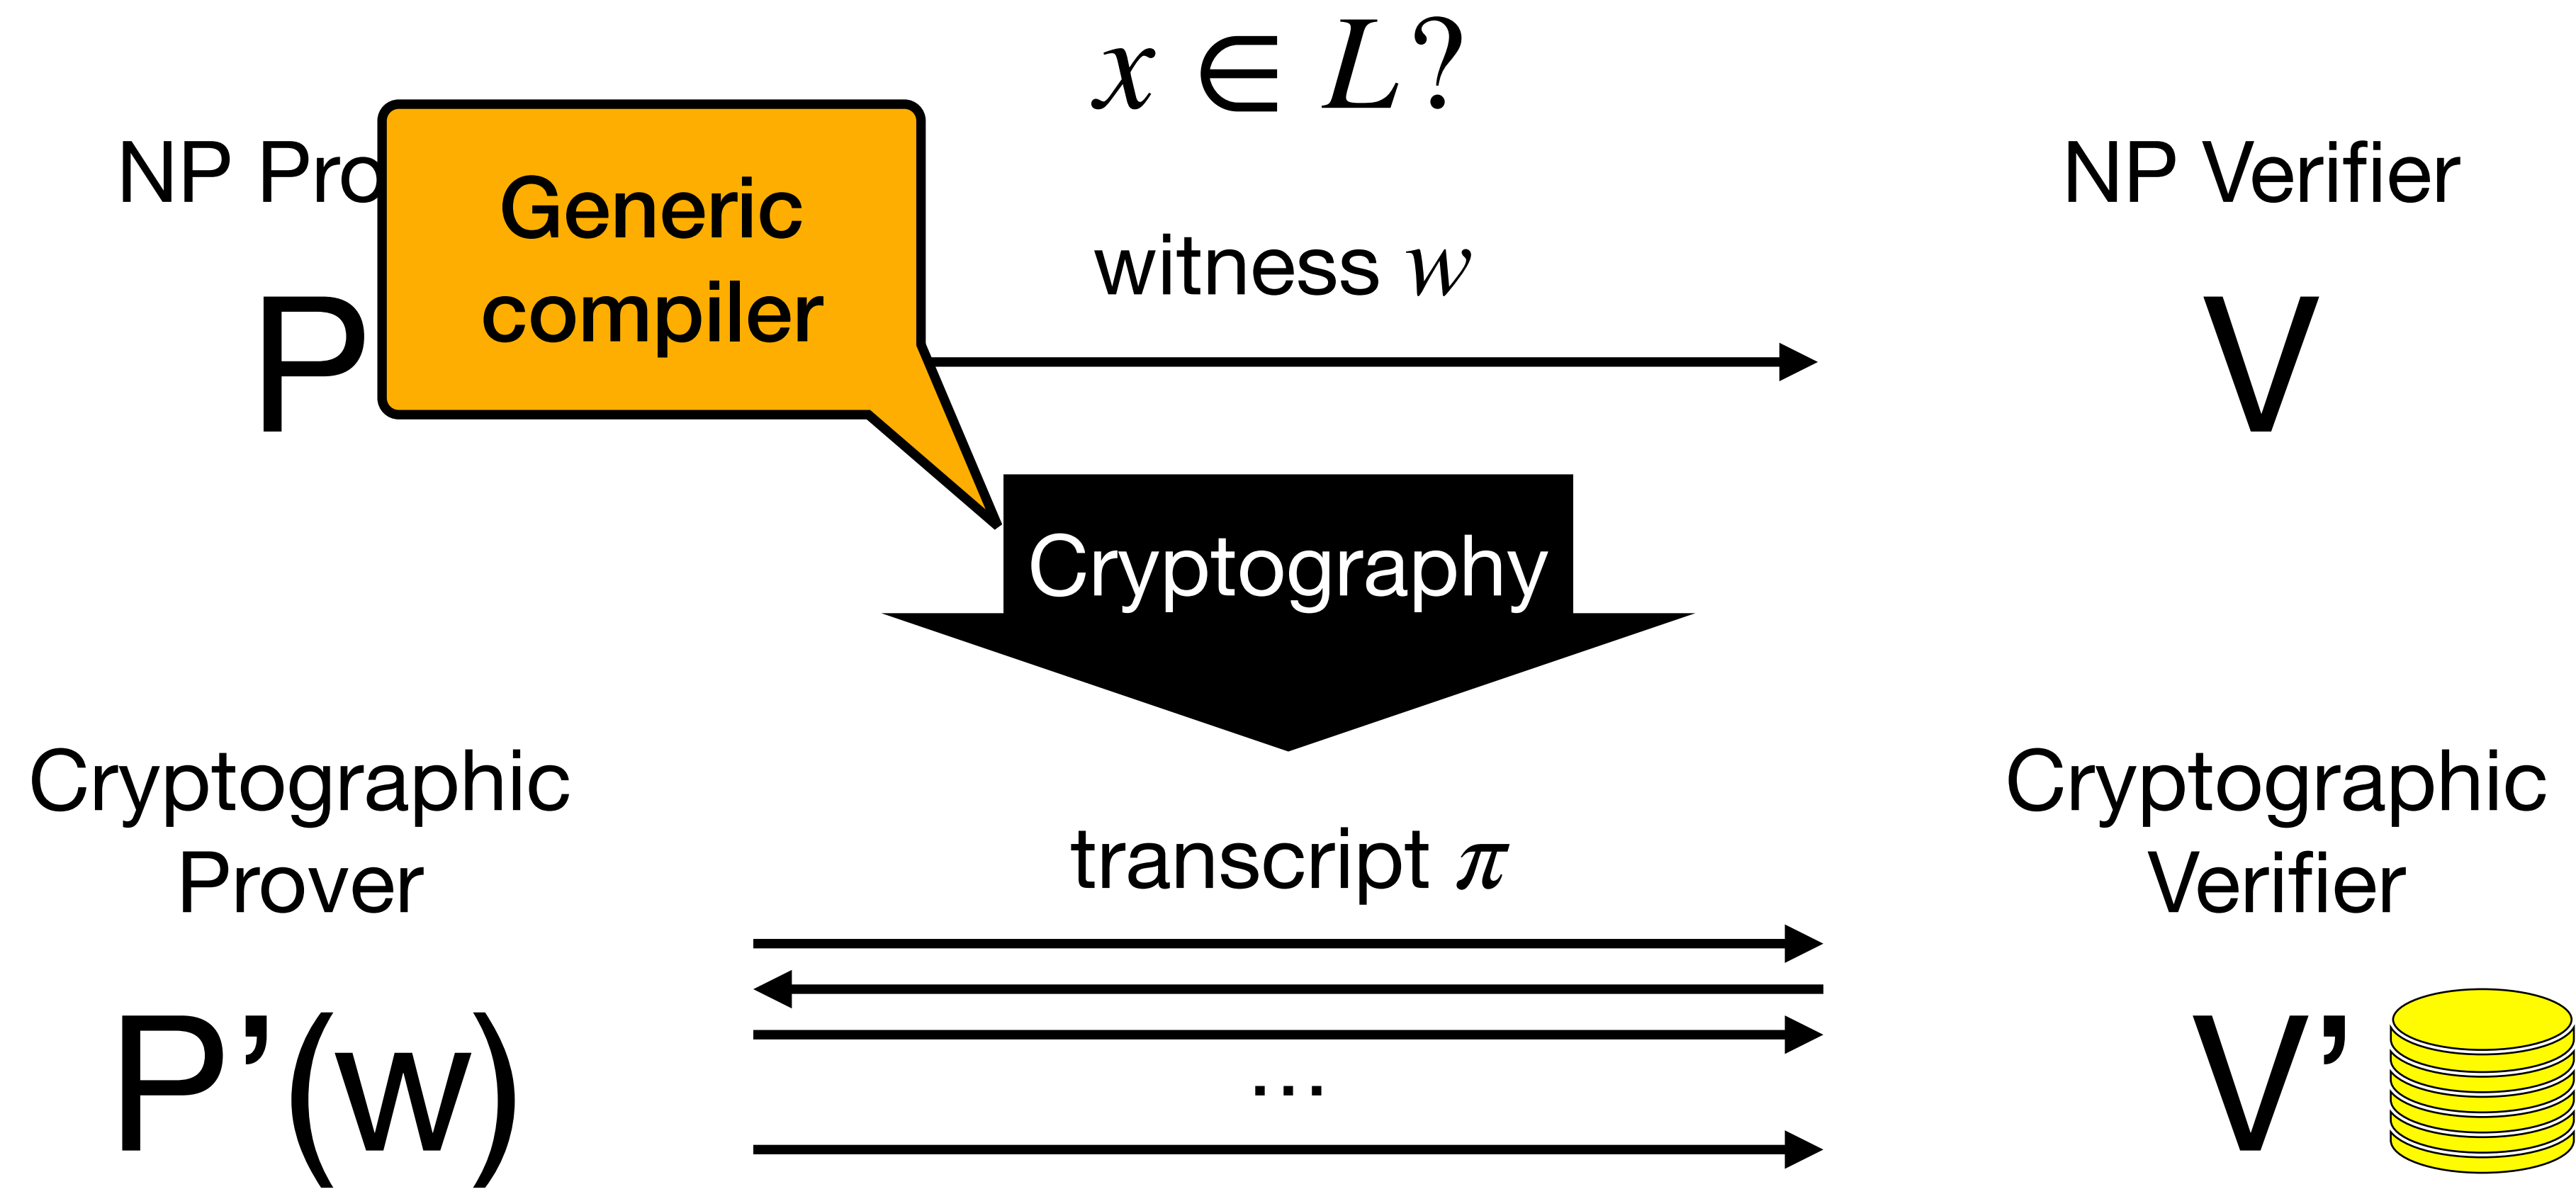 x ∈ L?
NP Pro
NP Verifier
Generic
compiler
witness w
P
V
Cryptography
Cryptographic
Prover
Cryptographic
Verifier
transcript π
P’(w)
...
V’